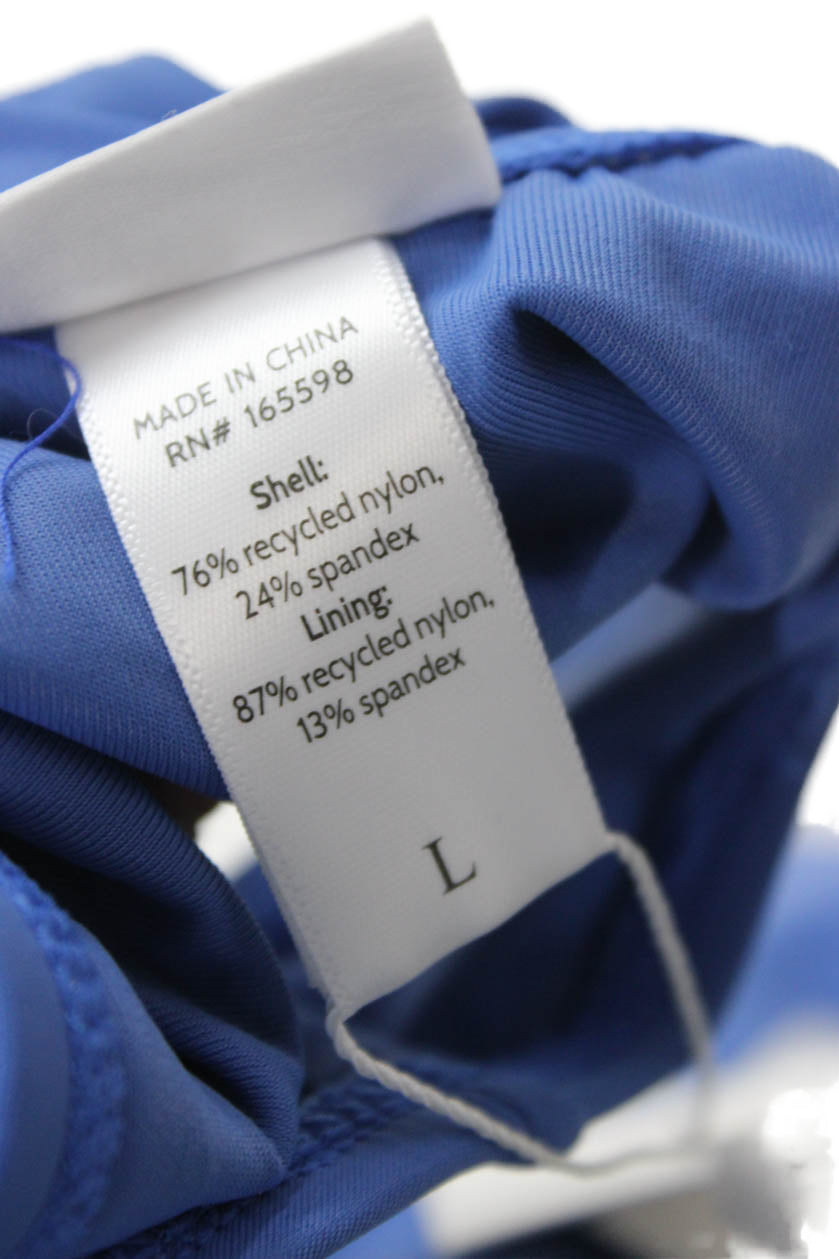 MADE IN CHINA
RN# 165598
Shell:
76% recycled nylon,
24% spandex
Lining:
87% recycled nylon,
13% spandex
L